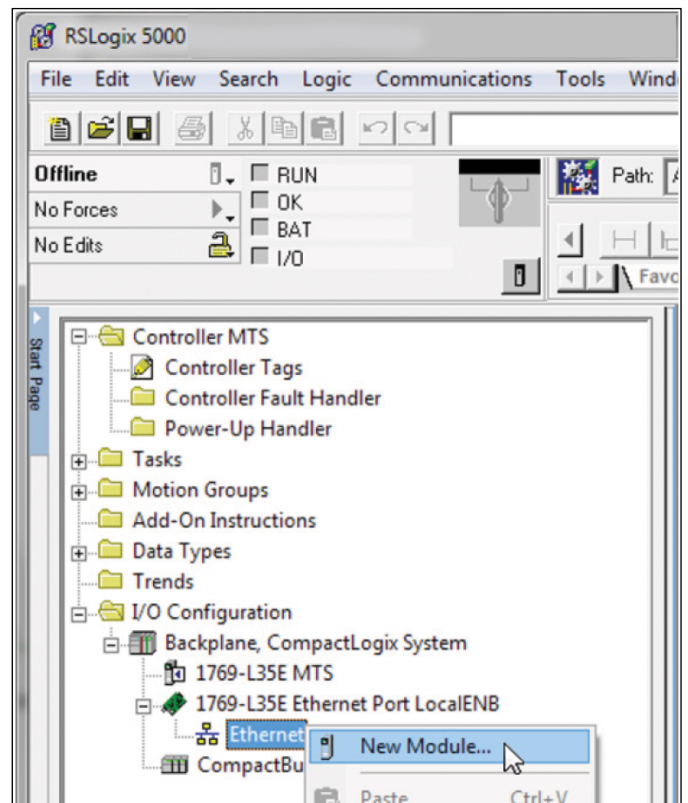 RSLogix 5000
File Edit View Search Logic Communications Tools
Offline
RUN
Path:
No Forces
OK
No Edits
BAT
I/O
Start Page
Controller MTS
Controller Tags
Controller Fault Handler
Power-Up Handler
Tasks
Motion Groups
Add-On Instructions
Data Types
Trends
I/O Configuration
Backplane, CompactLogix System
1769-L35E MTS
1769-L35E Ethernet Port LocalENB
Ethernet
New Module...
Paste Ctrl+V